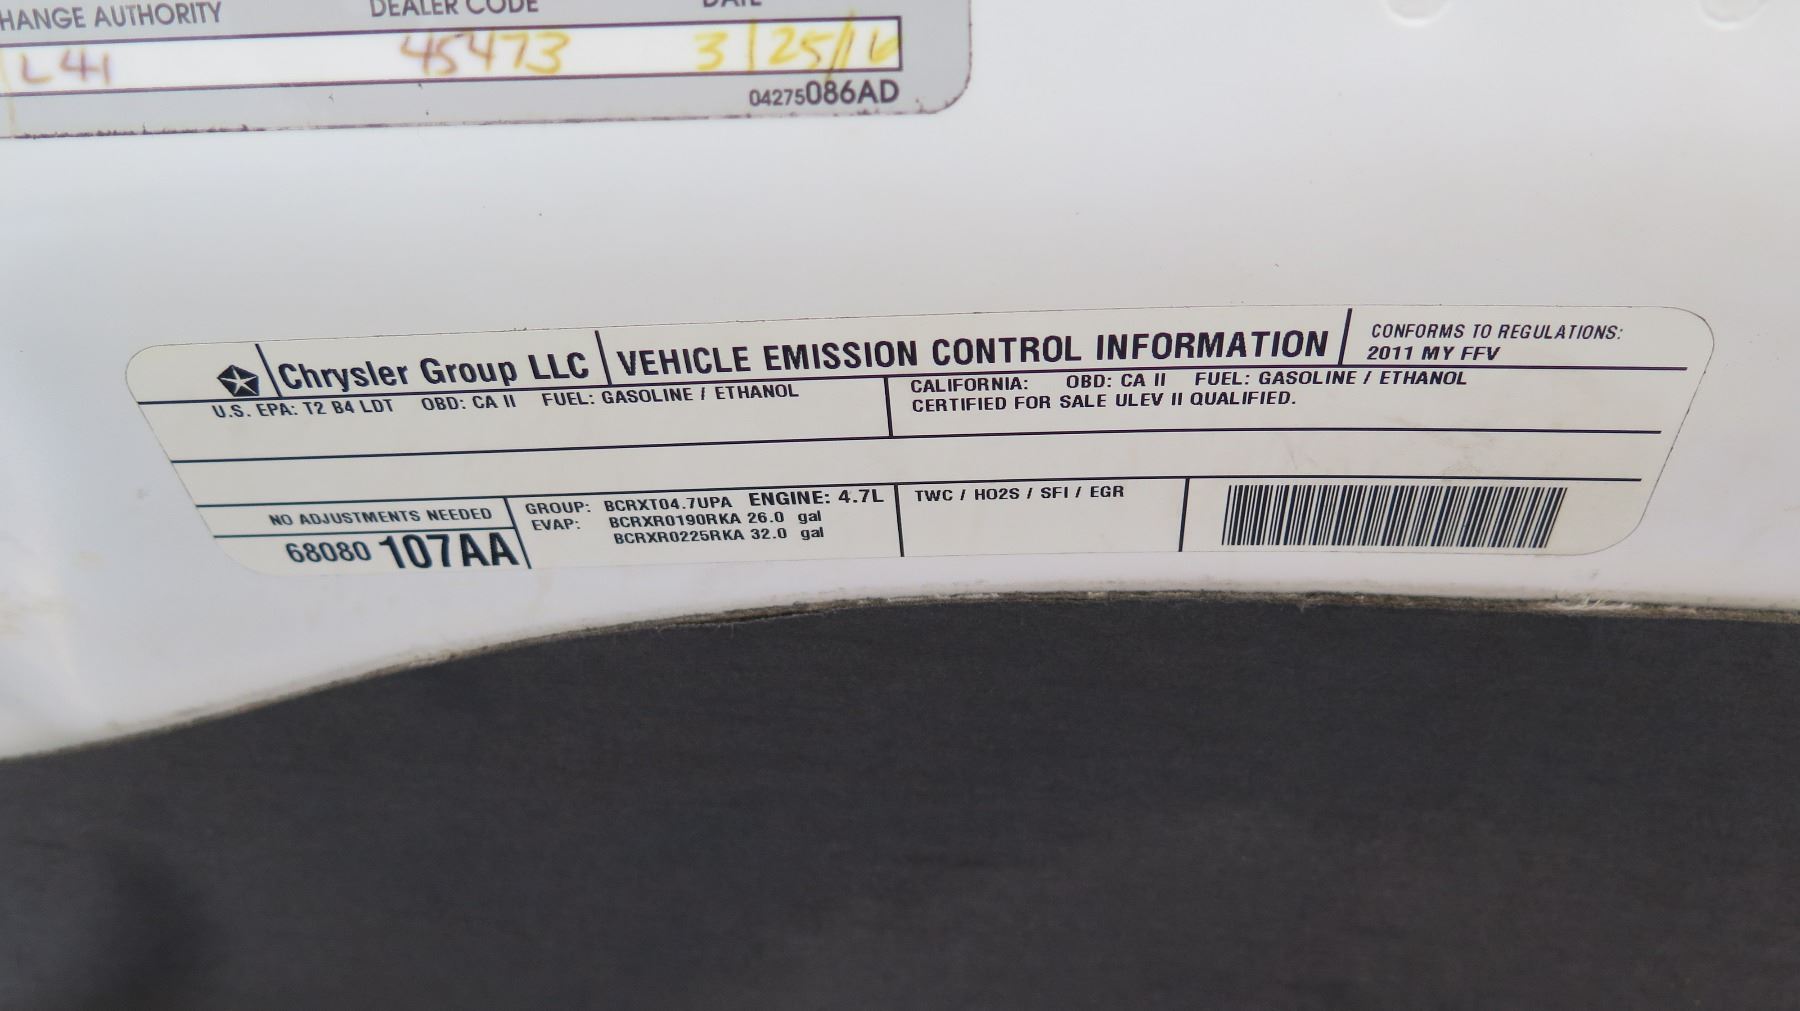 HANGE AUTHORITY DEALER CODE DATE
L41 45473 3/25/16
04275086AD
Chrysler Group LLC VEHICLE EMISSION CONTROL INFORMATION CONFORMS TO REGULATIONS:
2011 MY FFV
U.S. EPA: T2 B4 LDT OBD: CA II FUEL: GASOLINE / ETHANOL
CALIFORNIA: OBD: CA II FUEL: GASOLINE / ETHANOL
CERTIFIED FOR SALE ULEV II QUALIFIED.
NO ADJUSTMENTS NEEDED
68080 107AA
GROUP: BCRXT04.7UPA ENGINE: 4.7L
EVAP: BCRXR0190RKA 26.0 gal
BCRXR0225RKA 32.0 gal
TWC / HO2S / SFI / EGR